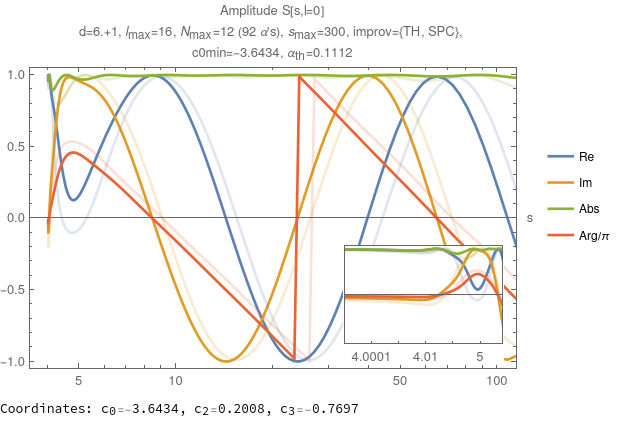 Amplitude S[s,l=0]
d=6.+1, l_max=16, N_max=12 (92 α's), s_max=300, improv={TH, SPC},
c0min=−3.6434, α_th=0.1112
1.0
0.5
0.0
−0.5
−1.0
5 10 50 100
s
Re
Im
Abs
Arg/π
4.0001 4.01 5
Coordinates: c₀=−3.6434, c₂=0.2008, c₃=−0.7697